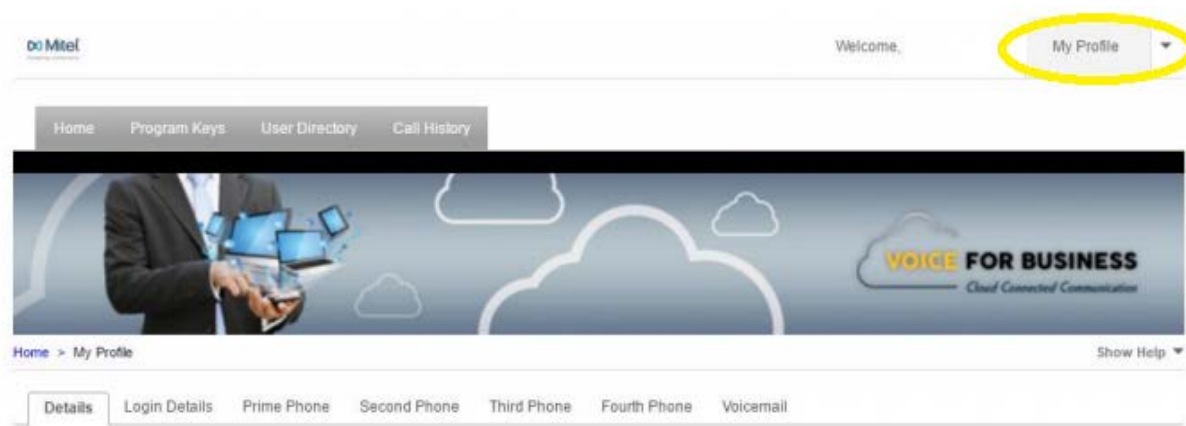 Mitel
Welcome,
My Profile
Home Program Keys User Directory Call History
VOICE FOR BUSINESS
Cloud Connected Communication
Home > My Profile
Show Help
Details Login Details Prime Phone Second Phone Third Phone Fourth Phone Voicemail